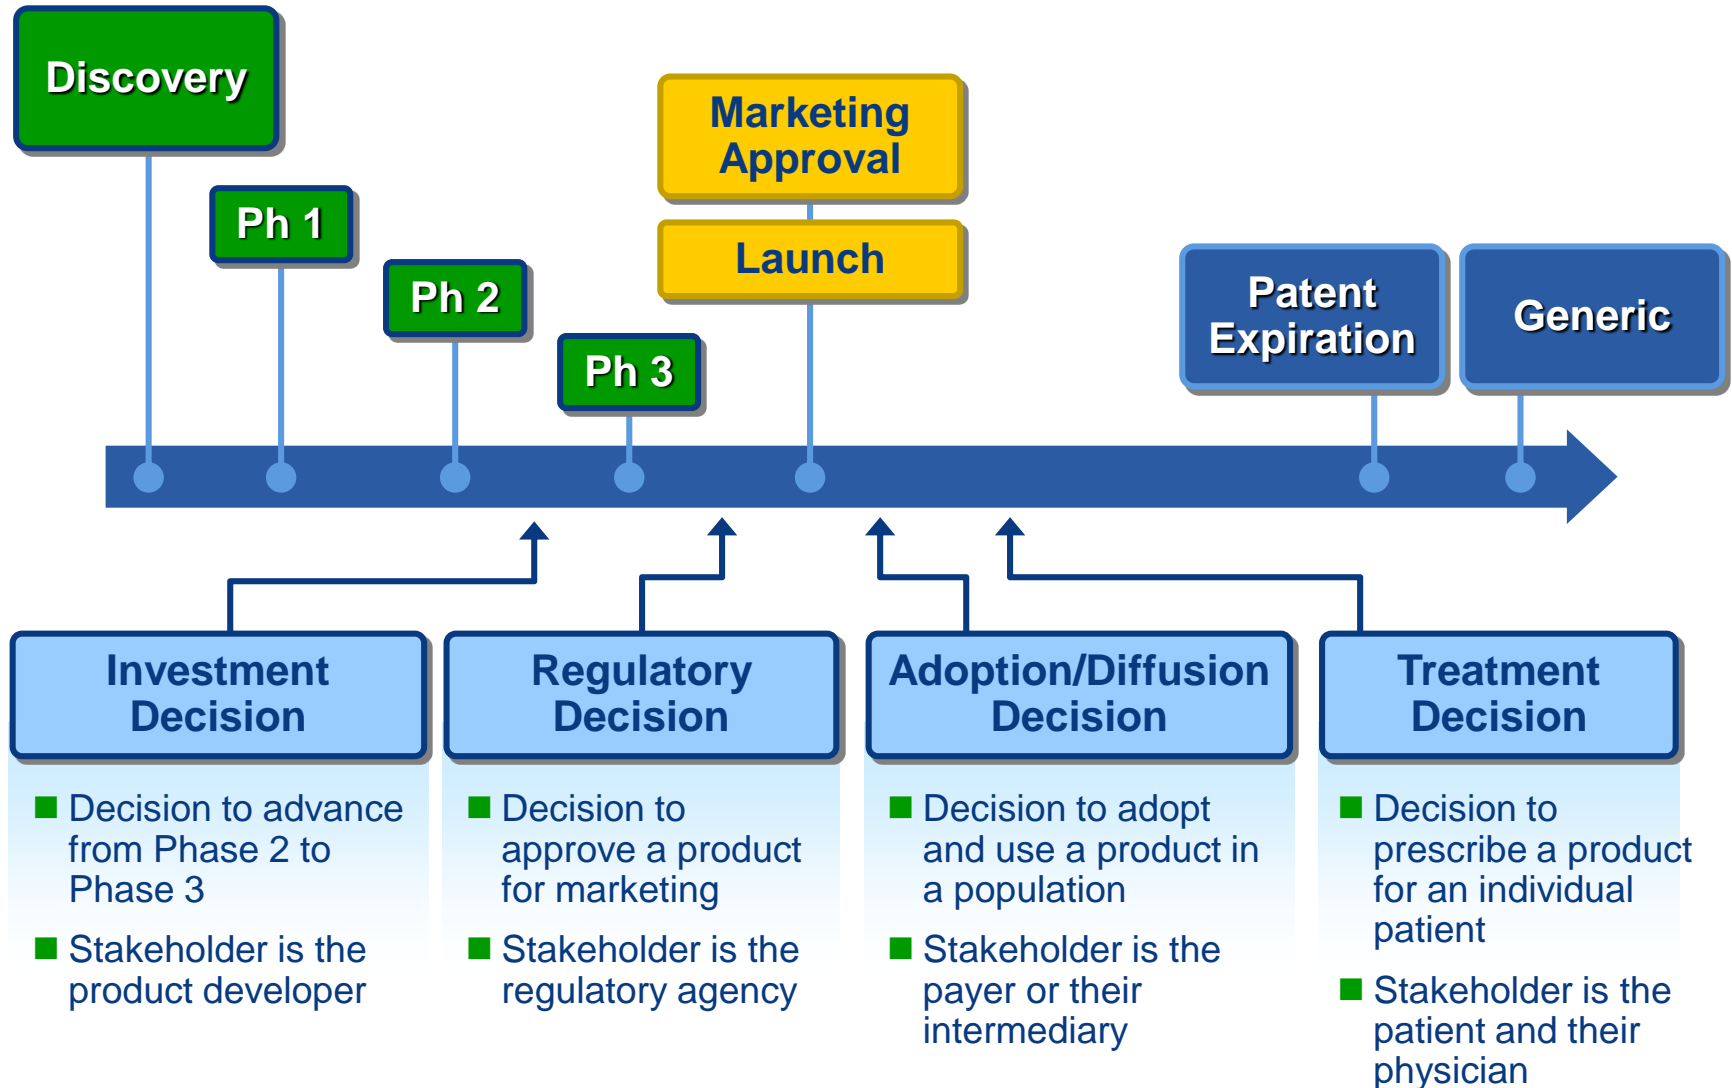 Discovery
Ph 1
Ph 2
Ph 3
Marketing
Approval
Launch
Patent
Expiration
Generic
Investment
Decision
■ Decision to advance
from Phase 2 to
Phase 3
■ Stakeholder is the
product developer
Regulatory
Decision
■ Decision to
approve a product
for marketing
■ Stakeholder is the
regulatory agency
Adoption/Diffusion
Decision
■ Decision to adopt
and use a product in
a population
■ Stakeholder is the
payer or their
intermediary
Treatment
Decision
■ Decision to
prescribe a product
for an individual
patient
■ Stakeholder is the
patient and their
physician